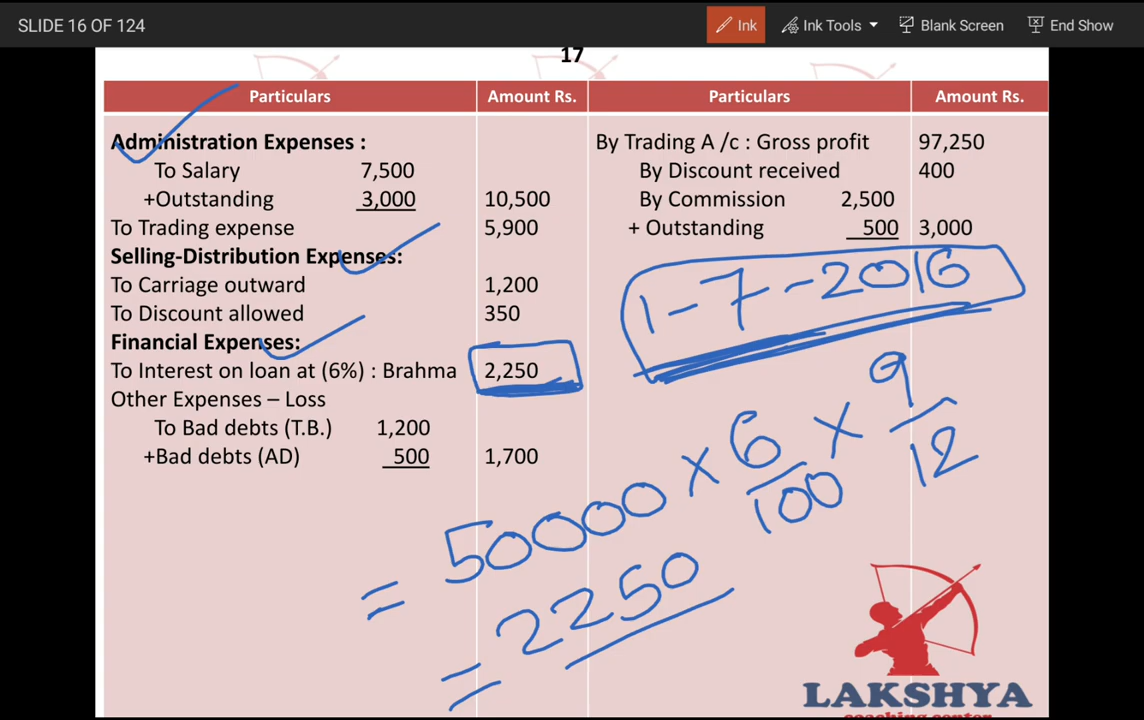 SLIDE 16 OF 124
Ink
Ink Tools
Blank Screen
End Show
17
Particulars
Amount Rs.
Particulars
Amount Rs.
Administration Expenses :
To Salary 7,500
+Outstanding 3,000 10,500
To Trading expense 5,900
Selling-Distribution Expenses:
To Carriage outward 1,200
To Discount allowed 350
Financial Expenses:
To Interest on loan at (6%) : Brahma 2,250
Other Expenses – Loss
To Bad debts (T.B.) 1,200
+Bad debts (AD) 500 1,700
By Trading A /c : Gross profit 97,250
By Discount received 400
By Commission 2,500
+ Outstanding 500 3,000
1-7-2016
= 50000 × 6/100 × 9/12
= 2250
LAKSHYA
coaching center